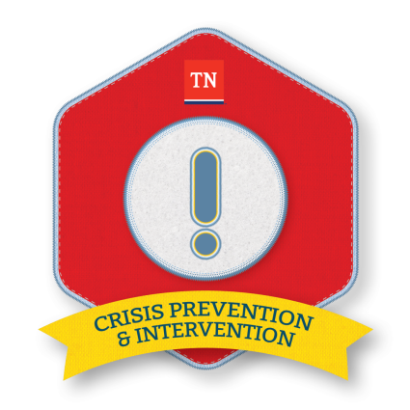 TN
CRISIS PREVENTION
& INTERVENTION